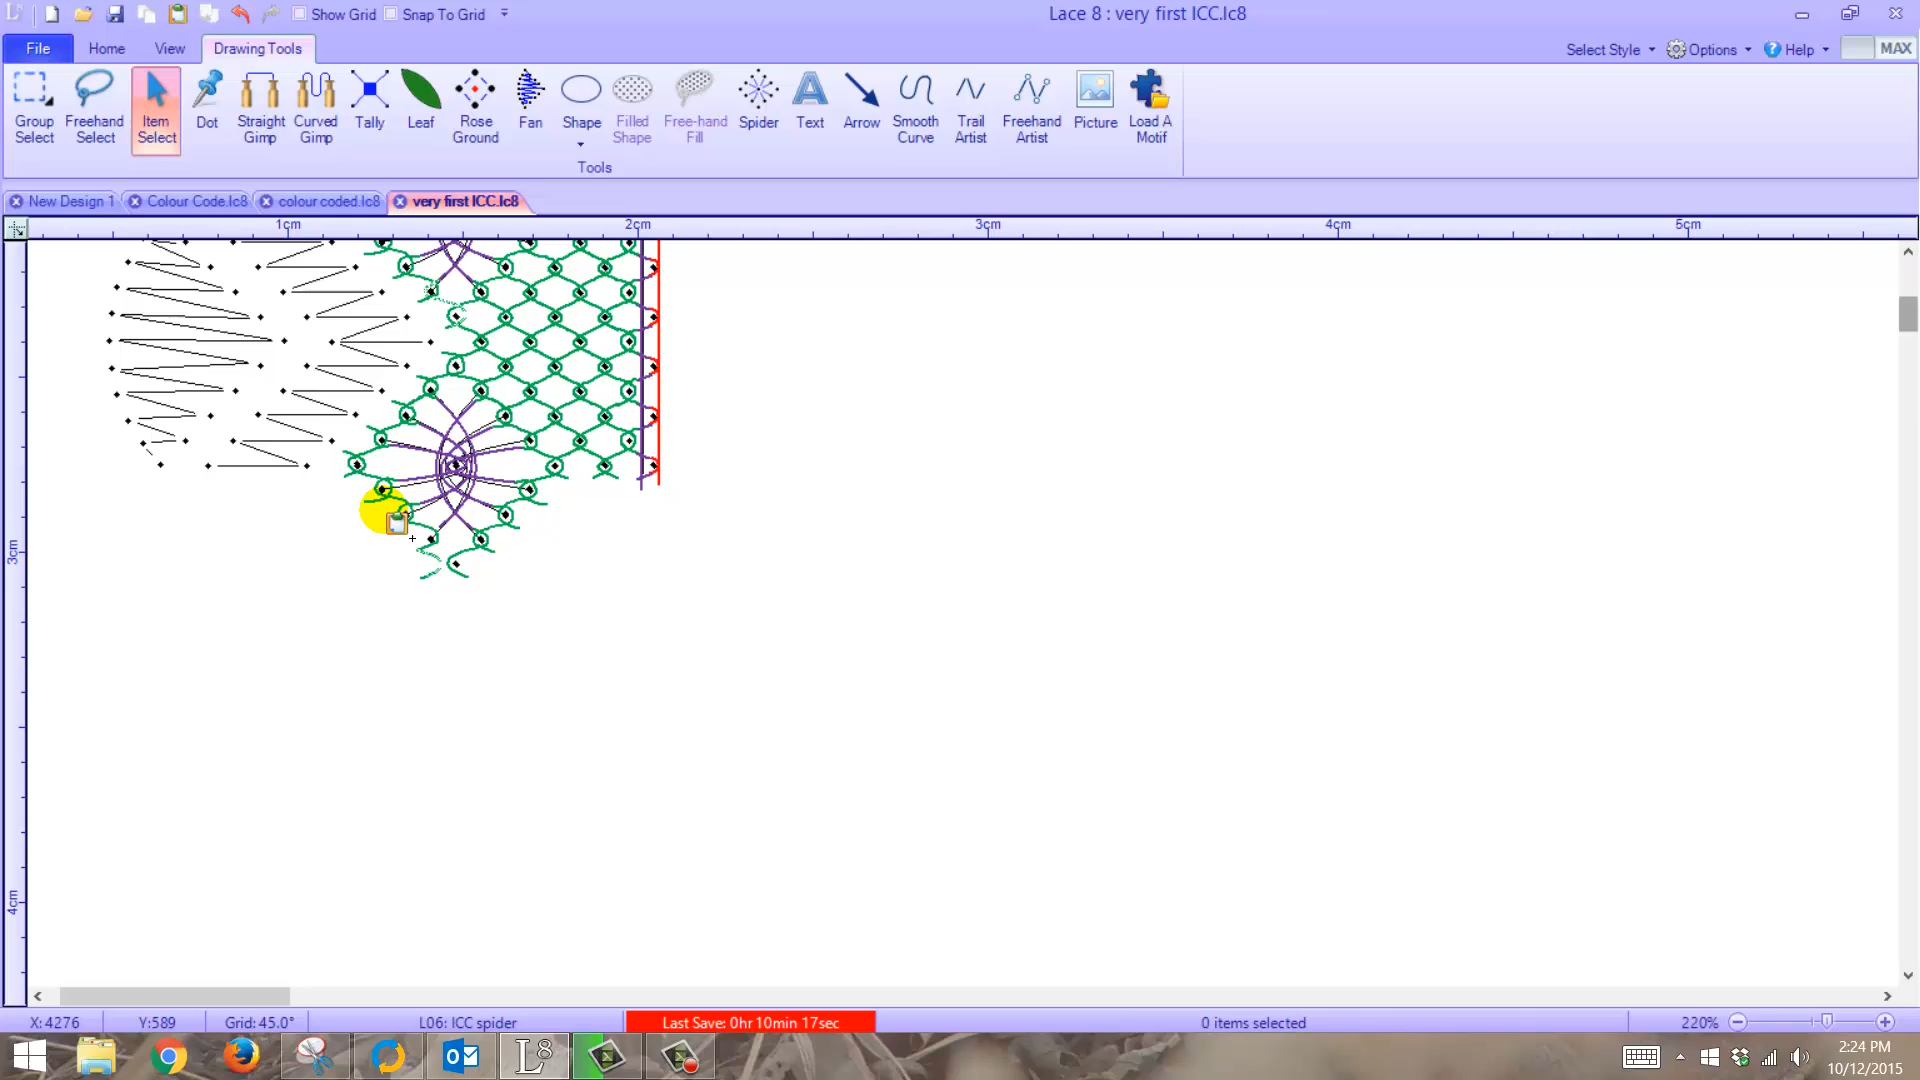 Show Grid
Snap To Grid
Lace 8 : very first ICC.lc8
File
Home
View
Drawing Tools
Select Style
Options
Help
MAX
Group Select
Freehand Select
Item Select
Dot
Straight Gimp
Curved Gimp
Tally
Leaf
Rose Ground
Fan
Shape
Filled Shape
Free-hand Fill
Spider
Text
Arrow
Smooth Curve
Trail Artist
Freehand Artist
Picture
Load A Motif
Tools
New Design 1
Colour Code.lc8
colour coded.lc8
very first ICC.lc8
1cm
2cm
3cm
4cm
5cm
3cm
4cm
X: 4276
Y:589
Grid: 45.0°
L06: ICC spider
Last Save: 0hr 10min 17sec
0 items selected
220%
2:24 PM
10/12/2015